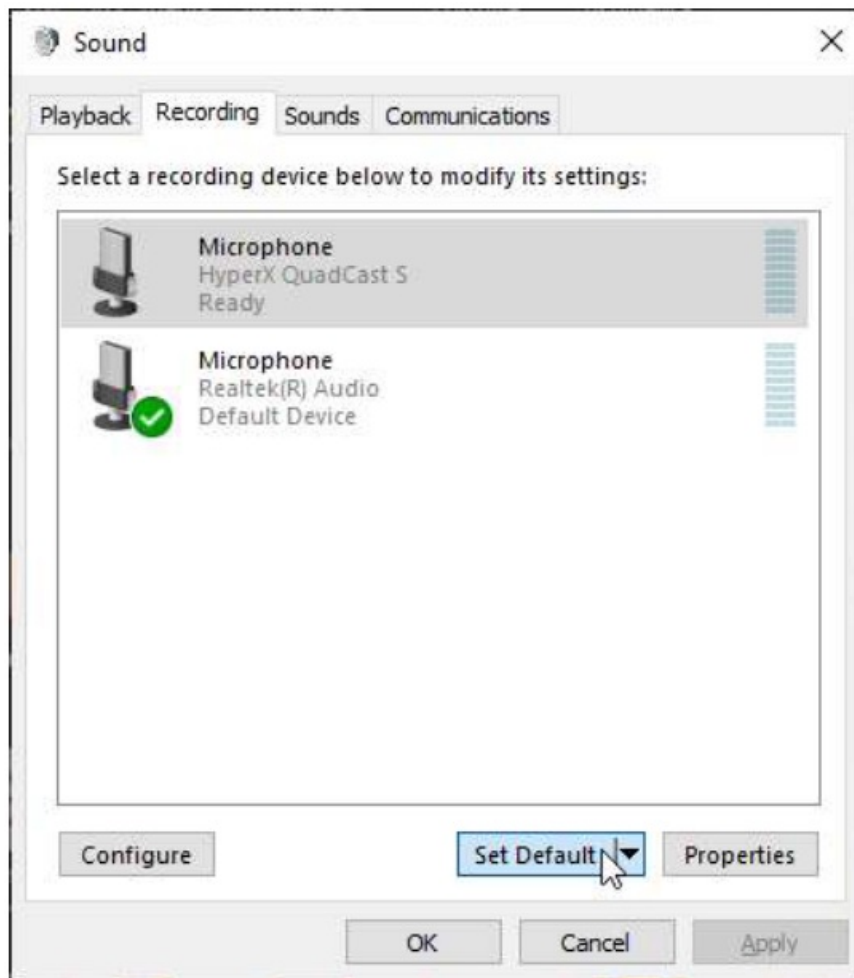 Sound
Playback Recording Sounds Communications
Select a recording device below to modify its settings:
Microphone
HyperX QuadCast S
Ready
Microphone
Realtek(R) Audio
Default Device
Configure Set Default Properties
OK Cancel Apply